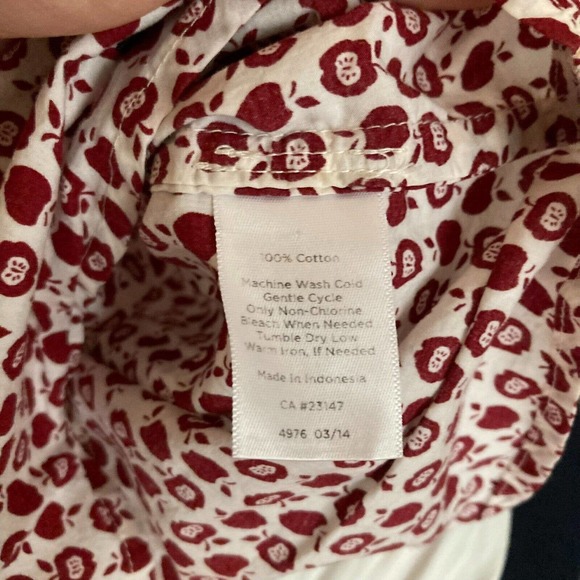 100% Cotton
Machine Wash Cold
Gentle Cycle
Only Non-Chlorine
Bleach When Needed
Tumble Dry Low
Warm Iron, If Needed
Made in Indonesia
CA #23147
4976 03/14